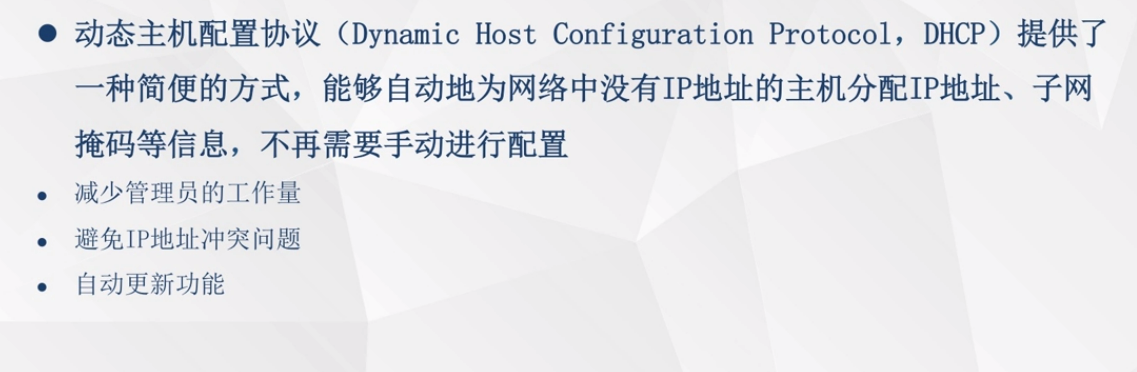 ● 动态主机配置协议（Dynamic Host Configuration Protocol，DHCP）提供了
一种简便的方式，能够自动地为网络中没有IP地址的主机分配IP地址、子网
掩码等信息，不再需要手动进行配置
● 减少管理员的工作量
● 避免IP地址冲突问题
● 自动更新功能